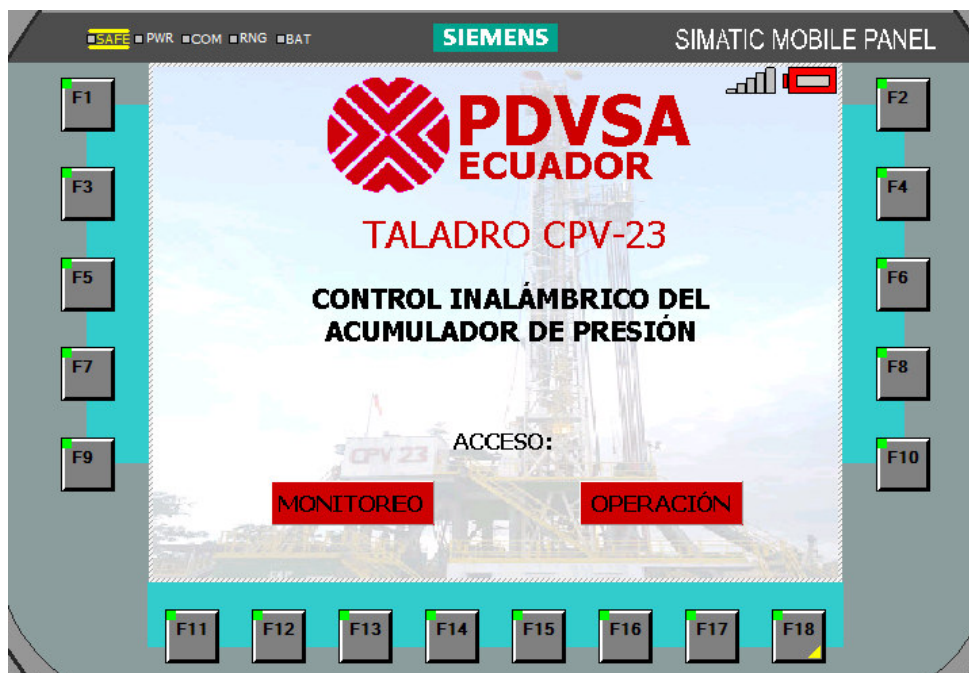 SAFE PWR COM RNG BAT
SIEMENS
SIMATIC MOBILE PANEL
F1
F2
PDVSA
ECUADOR
F3
F4
TALADRO CPV-23
F5
F6
CONTROL INALÁMBRICO DEL
ACUMULADOR DE PRESIÓN
F7
F8
ACCESO:
CPV 23
F9
F10
MONITOREO
OPERACIÓN
F11 F12 F13 F14 F15 F16 F17 F18